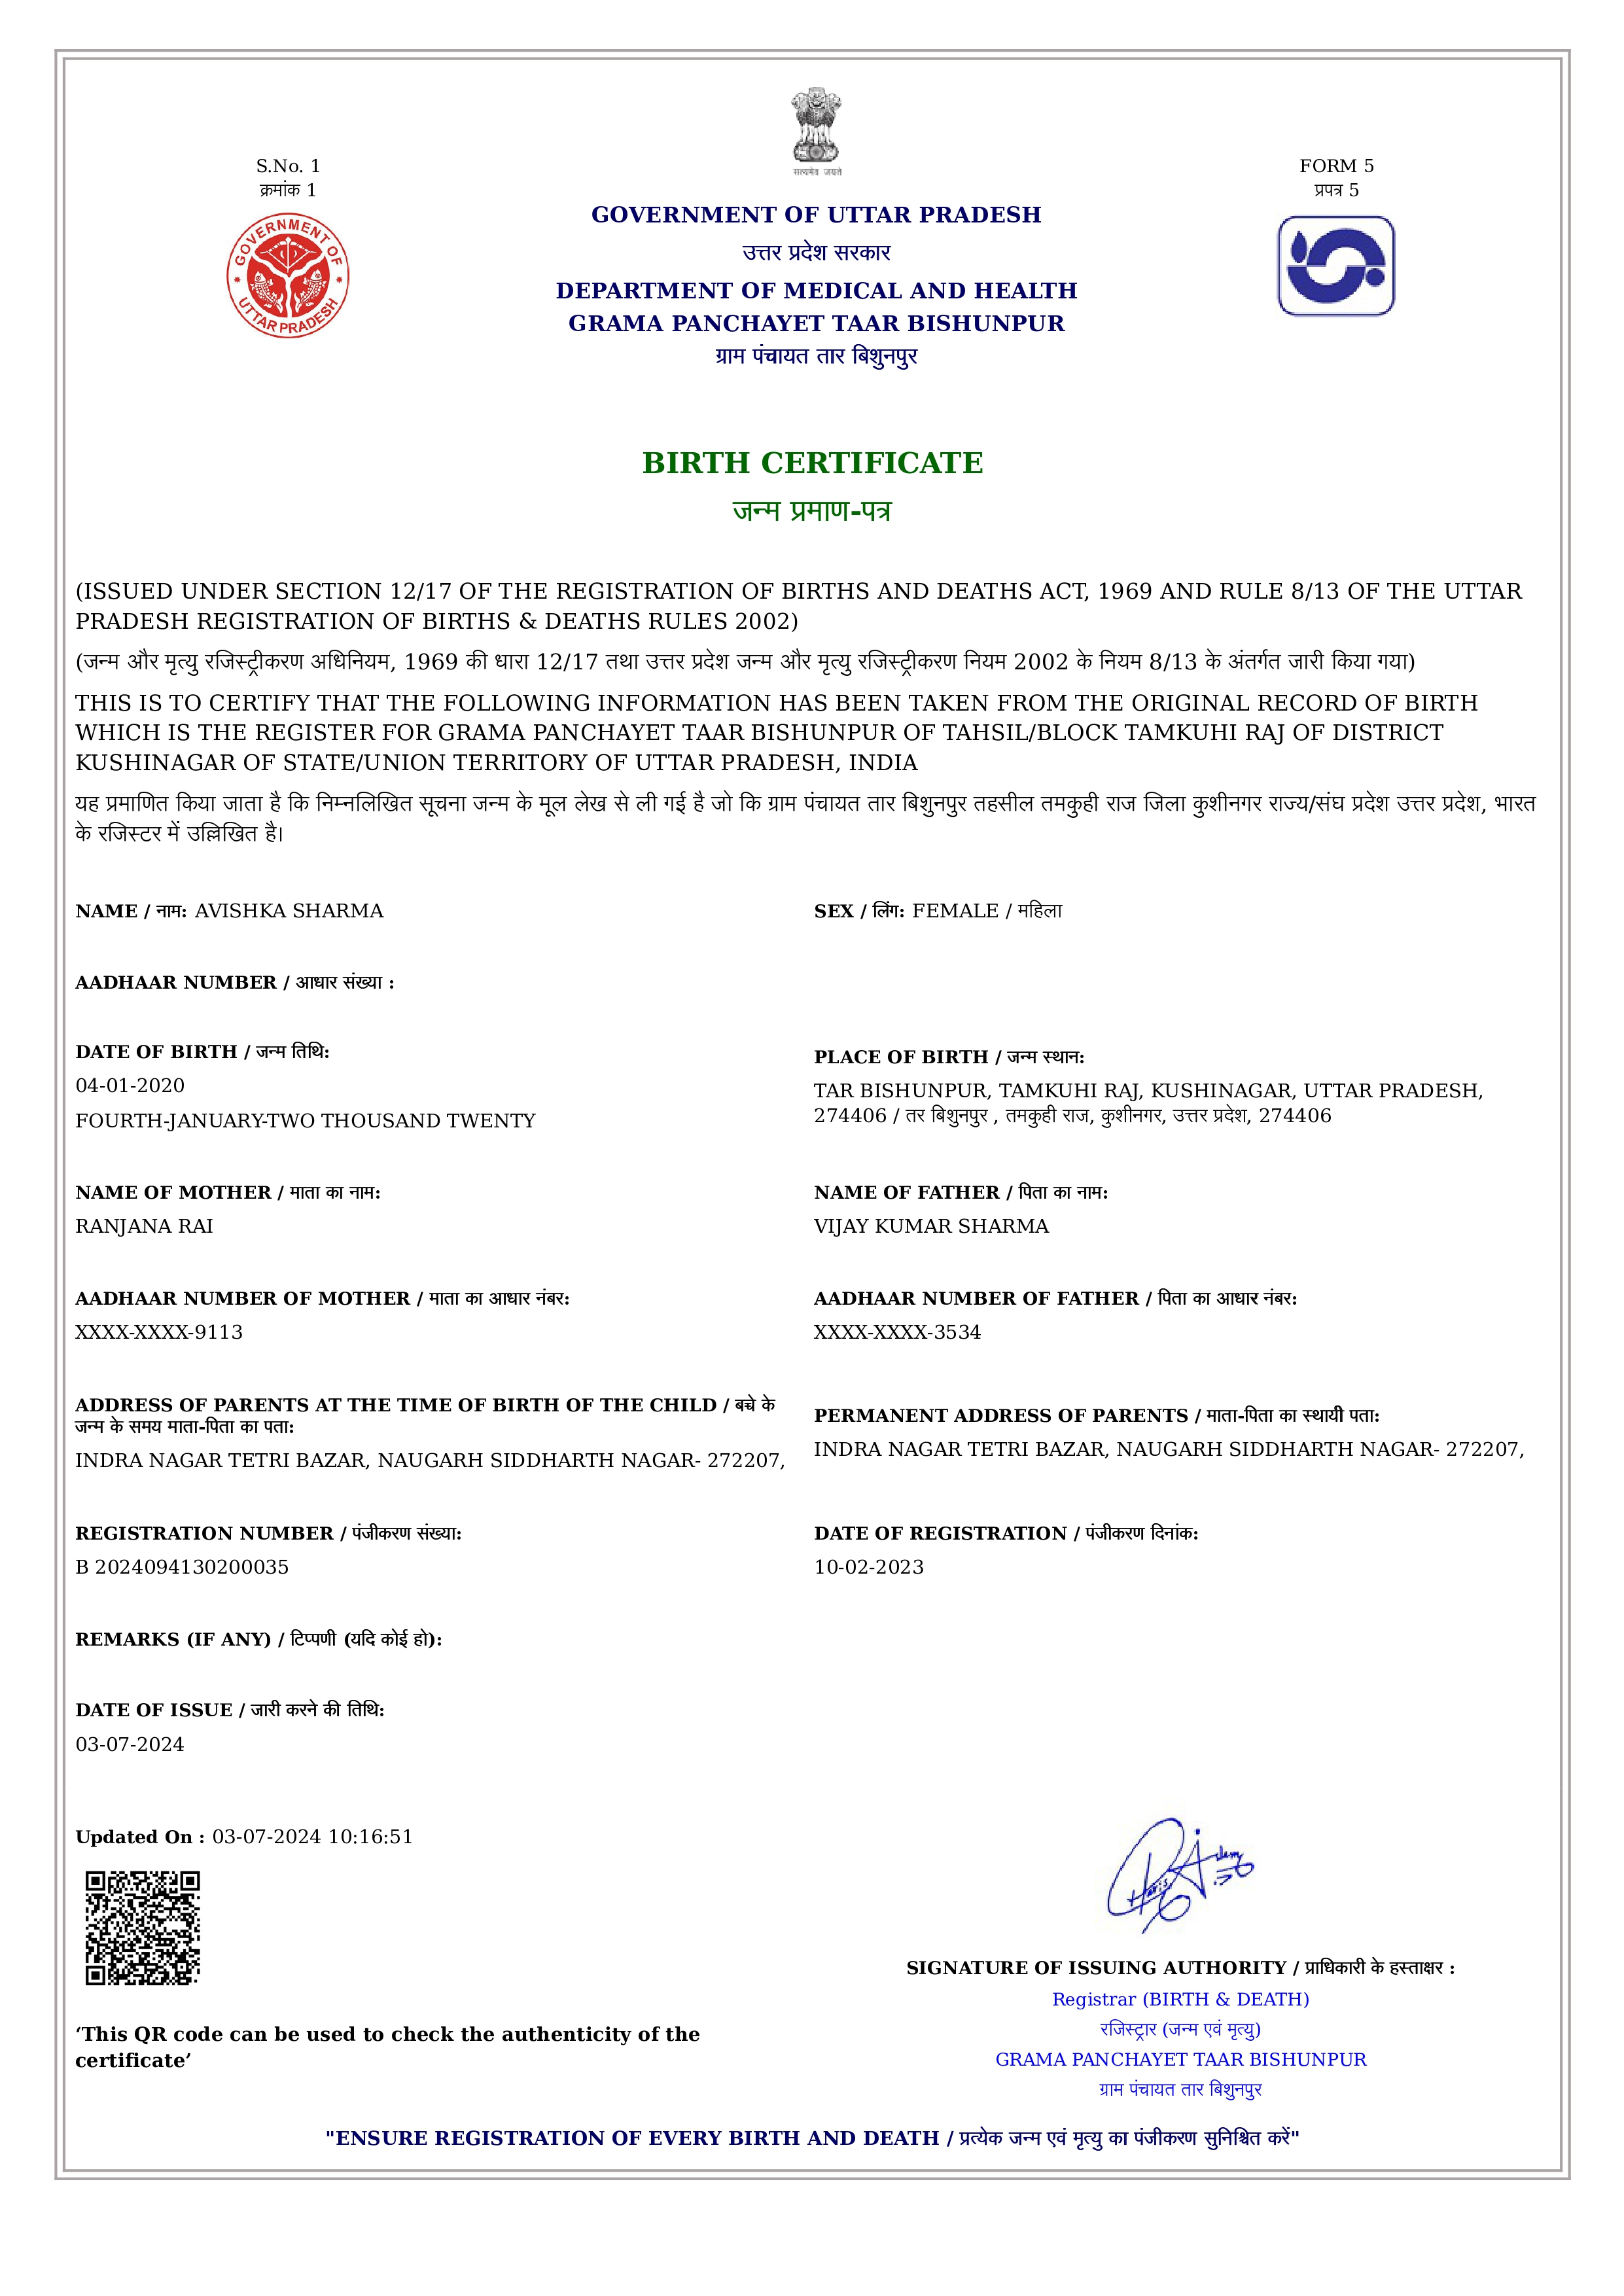 सत्यमेव जयते
S.No. 1
क्रमांक 1
GOVERNMENT OF UTTAR PRADESH
FORM 5
प्रपत्र 5
GOVERNMENT OF UTTAR PRADESH
उत्तर प्रदेश सरकार
DEPARTMENT OF MEDICAL AND HEALTH
GRAMA PANCHAYET TAAR BISHUNPUR
ग्राम पंचायत तार बिशुनपुर
BIRTH CERTIFICATE
जन्म प्रमाण-पत्र
(ISSUED UNDER SECTION 12/17 OF THE REGISTRATION OF BIRTHS AND DEATHS ACT, 1969 AND RULE 8/13 OF THE UTTAR
PRADESH REGISTRATION OF BIRTHS & DEATHS RULES 2002)
(जन्म और मृत्यु रजिस्ट्रीकरण अधिनियम, 1969 की धारा 12/17 तथा उत्तर प्रदेश जन्म और मृत्यु रजिस्ट्रीकरण नियम 2002 के नियम 8/13 के अंतर्गत जारी किया गया)
THIS IS TO CERTIFY THAT THE FOLLOWING INFORMATION HAS BEEN TAKEN FROM THE ORIGINAL RECORD OF BIRTH
WHICH IS THE REGISTER FOR GRAMA PANCHAYET TAAR BISHUNPUR OF TAHSIL/BLOCK TAMKUHI RAJ OF DISTRICT
KUSHINAGAR OF STATE/UNION TERRITORY OF UTTAR PRADESH, INDIA
यह प्रमाणित किया जाता है कि निम्नलिखित सूचना जन्म के मूल लेख से ली गई है जो कि ग्राम पंचायत तार बिशुनपुर तहसील तमकुही राज जिला कुशीनगर राज्य/संघ प्रदेश उत्तर प्रदेश, भारत
के रजिस्टर में उल्लिखित है।
NAME / नाम: AVISHKA SHARMA
SEX / लिंग: FEMALE / महिला
AADHAAR NUMBER / आधार संख्या :
DATE OF BIRTH / जन्म तिथि:
04-01-2020
FOURTH-JANUARY-TWO THOUSAND TWENTY
PLACE OF BIRTH / जन्म स्थान:
TAR BISHUNPUR, TAMKUHI RAJ, KUSHINAGAR, UTTAR PRADESH,
274406 / तर बिशुनपुर , तमकुही राज, कुशीनगर, उत्तर प्रदेश, 274406
NAME OF MOTHER / माता का नाम:
RANJANA RAI
NAME OF FATHER / पिता का नाम:
VIJAY KUMAR SHARMA
AADHAAR NUMBER OF MOTHER / माता का आधार नंबर:
XXXX-XXXX-9113
AADHAAR NUMBER OF FATHER / पिता का आधार नंबर:
XXXX-XXXX-3534
ADDRESS OF PARENTS AT THE TIME OF BIRTH OF THE CHILD / बच्चे के
जन्म के समय माता-पिता का पता:
INDRA NAGAR TETRI BAZAR, NAUGARH SIDDHARTH NAGAR- 272207,
PERMANENT ADDRESS OF PARENTS / माता-पिता का स्थायी पता:
INDRA NAGAR TETRI BAZAR, NAUGARH SIDDHARTH NAGAR- 272207,
REGISTRATION NUMBER / पंजीकरण संख्या:
B 2024094130200035
DATE OF REGISTRATION / पंजीकरण दिनांक:
10-02-2023
REMARKS (IF ANY) / टिप्पणी (यदि कोई हो):
DATE OF ISSUE / जारी करने की तिथि:
03-07-2024
Updated On : 03-07-2024 10:16:51
‘This QR code can be used to check the authenticity of the
certificate’
SIGNATURE OF ISSUING AUTHORITY / प्राधिकारी के हस्ताक्षर :
Registrar (BIRTH & DEATH)
रजिस्ट्रार (जन्म एवं मृत्यु)
GRAMA PANCHAYET TAAR BISHUNPUR
ग्राम पंचायत तार बिशुनपुर
"ENSURE REGISTRATION OF EVERY BIRTH AND DEATH / प्रत्येक जन्म एवं मृत्यु का पंजीकरण सुनिश्चित करें"